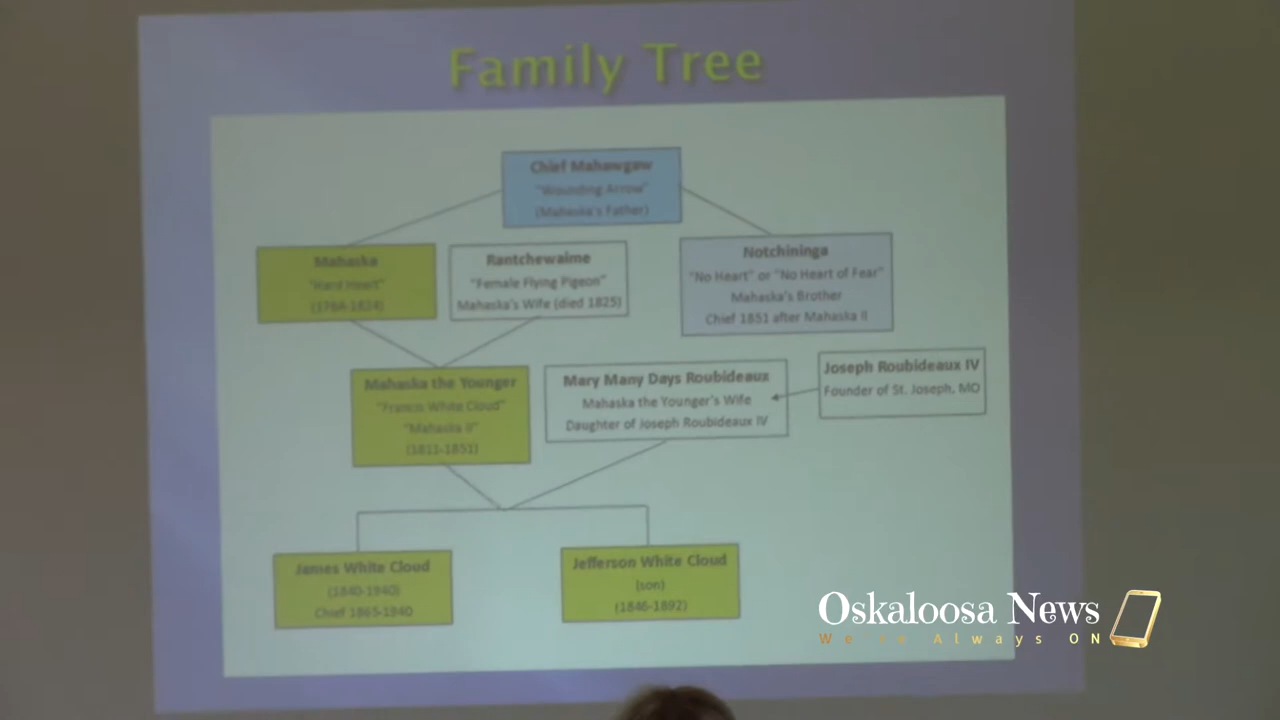 Family Tree
Chief Mahawgaw
"Wounding Arrow"
(Mahaska's Father)
Mahaska
"Hard Heart"
(1784-1834)
Rantchewaime
"Female Flying Pigeon"
Mahaska's Wife (died 1825)
Notchininga
"No Heart" or "No Heart of Fear"
Mahaska's Brother
Chief 1851 after Mahaska II
Mahaska the Younger
"Francis White Cloud"
"Mahaska II"
(1811-1851)
Mary Many Days Roubideaux
Mahaska the Younger's Wife
Daughter of Joseph Roubideaux IV
Joseph Roubideaux IV
Founder of St. Joseph, MO
James White Cloud
(1840-1940)
Chief 1865-1940
Jefferson White Cloud
(son)
(1846-1892)
Oskaloosa News
We're Always ON